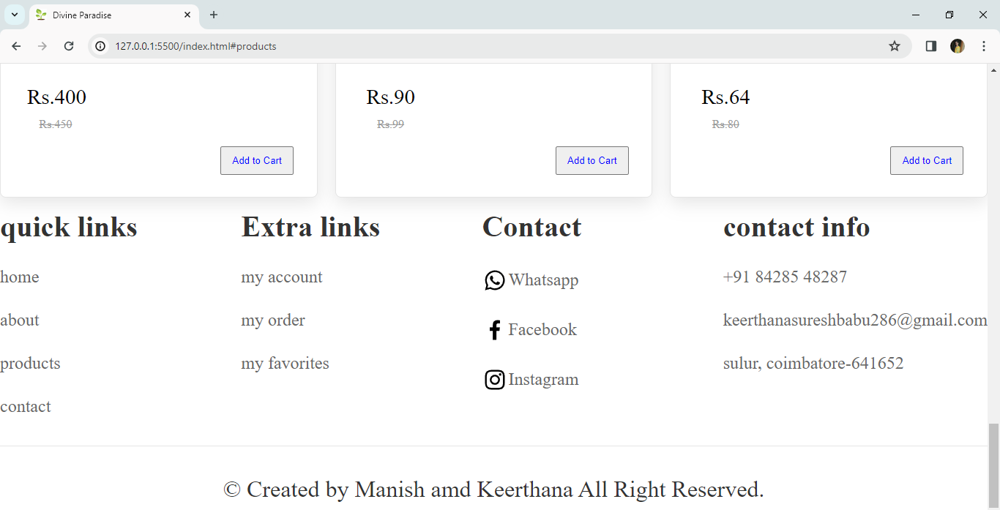 Divine Paradise
127.0.0.1:5500/index.html#products
Rs.400
Rs.450
Add to Cart
Rs.90
Rs.99
Add to Cart
Rs.64
Rs.80
Add to Cart
quick links
home
about
products
contact
Extra links
my account
my order
my favorites
Contact
Whatsapp
Facebook
Instagram
contact info
+91 84285 48287
keerthanasureshbabu286@gmail.com
sulur, coimbatore-641652
© Created by Manish amd Keerthana All Right Reserved.